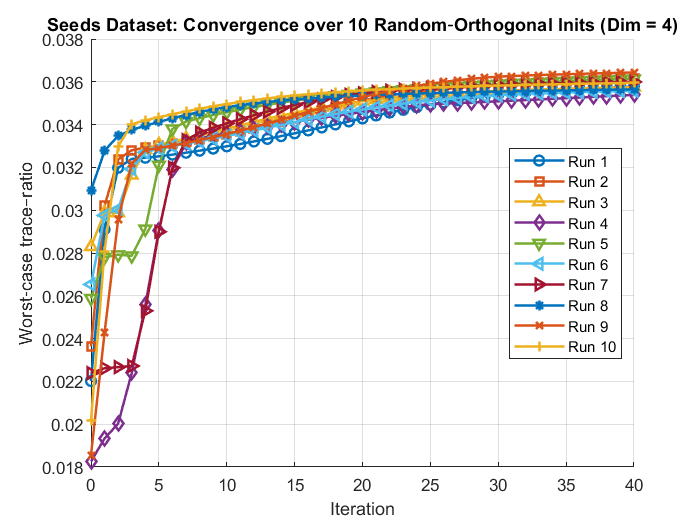 Seeds Dataset: Convergence over 10 Random-Orthogonal Inits (Dim = 4)
0.038
0.036
0.034
0.032
0.03
0.028
0.026
0.024
0.022
0.02
0.018
Worst-case trace-ratio
0 5 10 15 20 25 30 35 40
Iteration
Run 1
Run 2
Run 3
Run 4
Run 5
Run 6
Run 7
Run 8
Run 9
Run 10